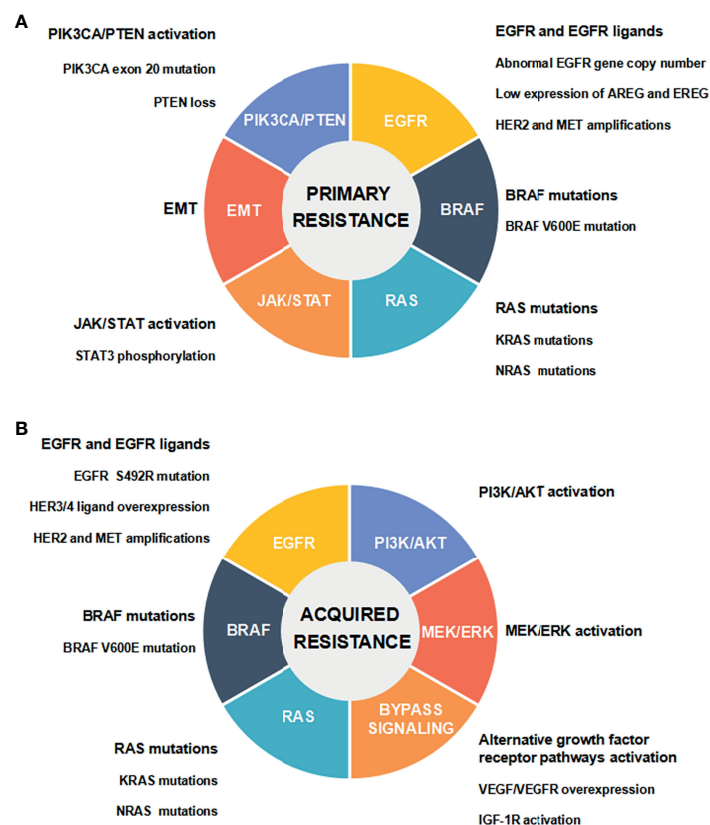 A
PIK3CA/PTEN activation
PIK3CA exon 20 mutation
PTEN loss
EGFR and EGFR ligands
Abnormal EGFR gene copy number
Low expression of AREG and EREG
HER2 and MET amplifications
PIK3CA/PTEN
EGFR
EMT
EMT
PRIMARY
RESISTANCE
BRAF
BRAF mutations
BRAF V600E mutation
JAK/STAT
RAS
JAK/STAT activation
STAT3 phosphorylation
RAS mutations
KRAS mutations
NRAS mutations
B
EGFR and EGFR ligands
EGFR S492R mutation
HER3/4 ligand overexpression
HER2 and MET amplifications
PI3K/AKT activation
EGFR
PI3K/AKT
BRAF mutations
BRAF V600E mutation
BRAF
ACQUIRED
RESISTANCE
MEK/ERK
MEK/ERK activation
RAS
BYPASS
SIGNALING
RAS mutations
KRAS mutations
NRAS mutations
Alternative growth factor
receptor pathways activation
VEGF/VEGFR overexpression
IGF-1R activation